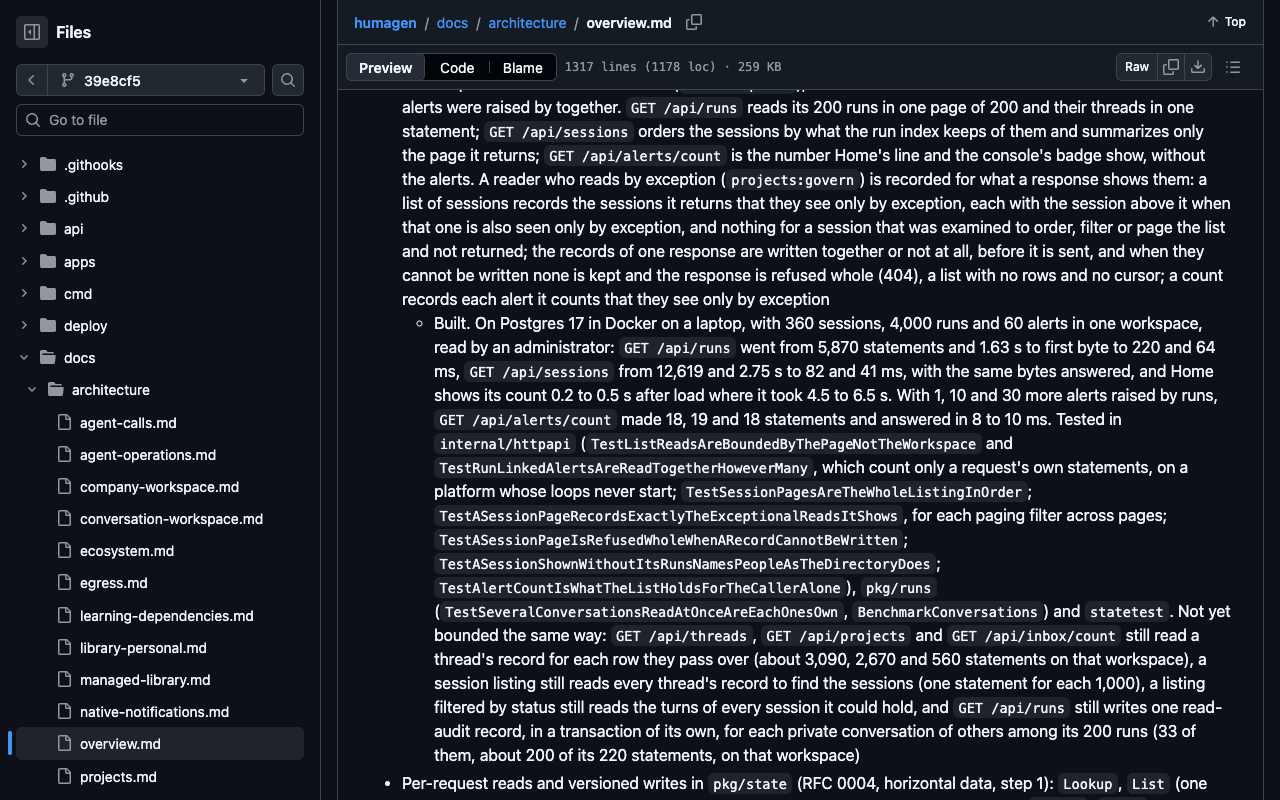 Files
39e8cf5
Go to file
.githooks
.github
api
apps
cmd
deploy
docs
architecture
agent-calls.md
agent-operations.md
company-workspace.md
conversation-workspace.md
ecosystem.md
egress.md
learning-dependencies.md
library-personal.md
managed-library.md
native-notifications.md
overview.md
projects.md
humagen / docs / architecture / overview.md
Top
Preview Code Blame 1317 lines (1178 loc) · 259 KB
Raw
alerts were raised by together. GET /api/runs reads its 200 runs in one page of 200 and their threads in one
statement; GET /api/sessions orders the sessions by what the run index keeps of them and summarizes only
the page it returns; GET /api/alerts/count is the number Home's line and the console's badge show, without
the alerts. A reader who reads by exception ( projects:govern ) is recorded for what a response shows them: a
list of sessions records the sessions it returns that they see only by exception, each with the session above it when
that one is also seen only by exception, and nothing for a session that was examined to order, filter or page the list
and not returned; the records of one response are written together or not at all, before it is sent, and when they
cannot be written none is kept and the response is refused whole (404), a list with no rows and no cursor; a count
records each alert it counts that they see only by exception
◦ Built. On Postgres 17 in Docker on a laptop, with 360 sessions, 4,000 runs and 60 alerts in one workspace,
read by an administrator: GET /api/runs went from 5,870 statements and 1.63 s to first byte to 220 and 64
ms, GET /api/sessions from 12,619 and 2.75 s to 82 and 41 ms, with the same bytes answered, and Home
shows its count 0.2 to 0.5 s after load where it took 4.5 to 6.5 s. With 1, 10 and 30 more alerts raised by runs,
GET /api/alerts/count made 18, 19 and 18 statements and answered in 8 to 10 ms. Tested in
internal/httpapi ( TestListReadsAreBoundedByThePageNotTheWorkspace and
TestRunLinkedAlertsAreReadTogetherHoweverMany , which count only a request's own statements, on a
platform whose loops never start; TestSessionPagesAreTheWholeListingInOrder ;
TestASessionPageRecordsExactlyTheExceptionalReadsItShows , for each paging filter across pages;
TestASessionPageIsRefusedWholeWhenARecordCannotBeWritten ;
TestASessionShownWithoutItsRunsNamesPeopleAsTheDirectoryDoes ;
TestAlertCountIsWhatTheListHoldsForTheCallerAlone ), pkg/runs
( TestSeveralConversationsReadAtOnceAreEachOnesOwn , BenchmarkConversations ) and statetest . Not yet
bounded the same way: GET /api/threads , GET /api/projects and GET /api/inbox/count still read a
thread's record for each row they pass over (about 3,090, 2,670 and 560 statements on that workspace), a
session listing still reads every thread's record to find the sessions (one statement for each 1,000), a listing
filtered by status still reads the turns of every session it could hold, and GET /api/runs still writes one read-
audit record, in a transaction of its own, for each private conversation of others among its 200 runs (33 of
them, about 200 of its 220 statements, on that workspace)
• Per-request reads and versioned writes in pkg/state (RFC 0004, horizontal data, step 1): Lookup , List (one